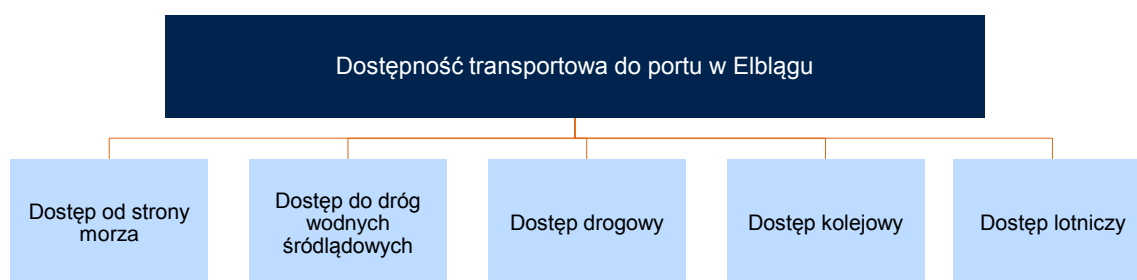 Dostępność transportowa do portu w Elblągu
Dostęp od strony
morza
Dostęp do dróg
wodnych
śródlądowych
Dostęp drogowy
Dostęp kolejowy
Dostęp lotniczy